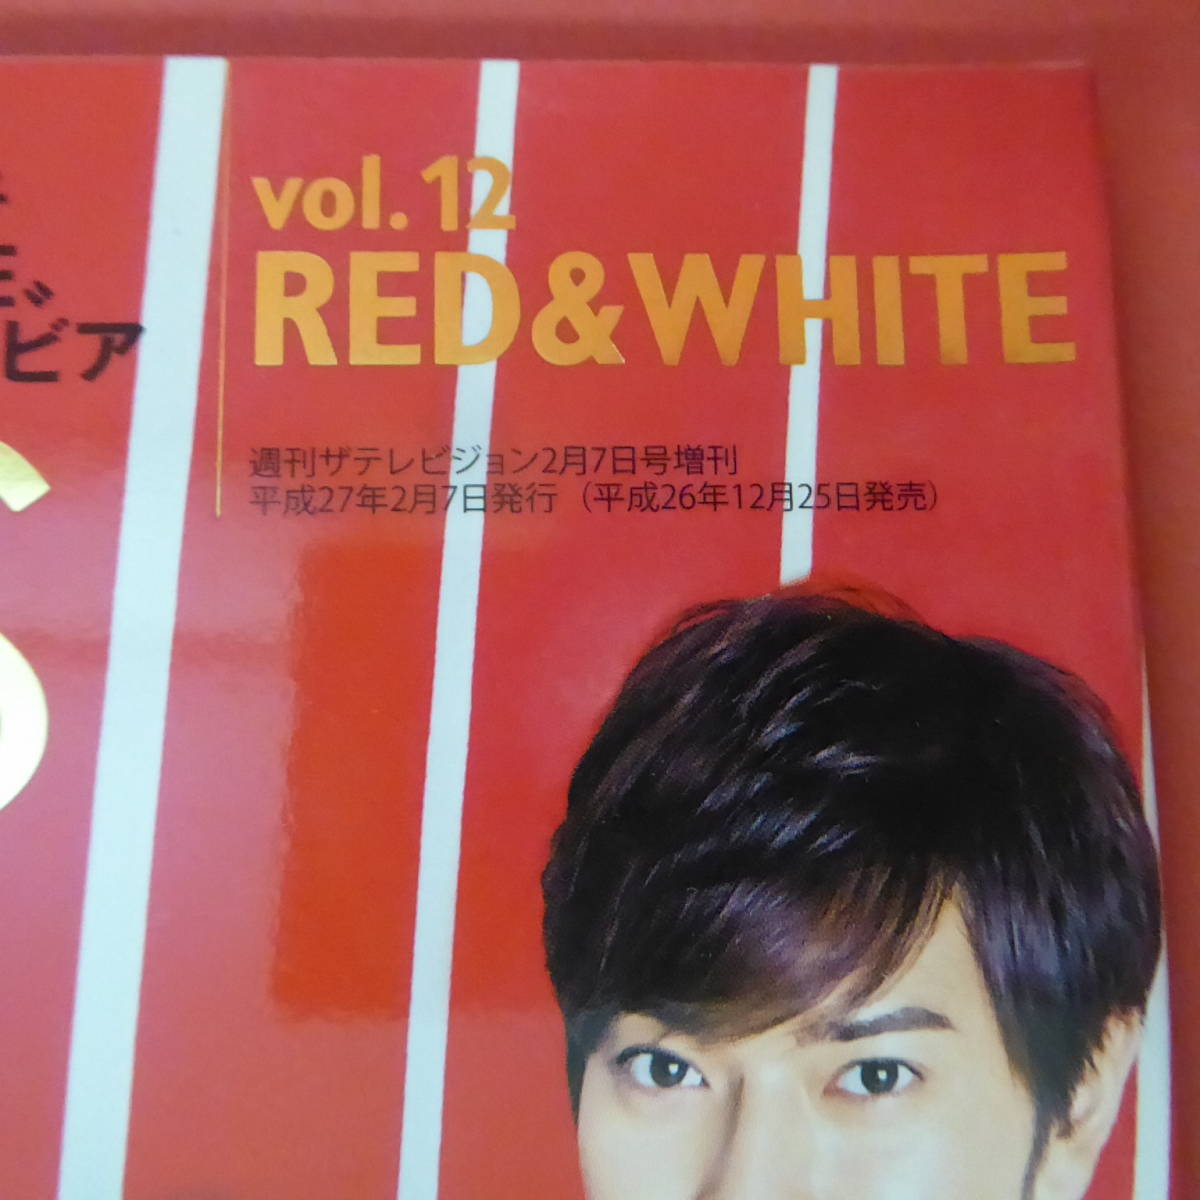 vol. 12
RED&WHITE
週刊ザテレビジョン2月7日号増刊
平成27年2月7日発行（平成26年12月25日発売）
ビア
S